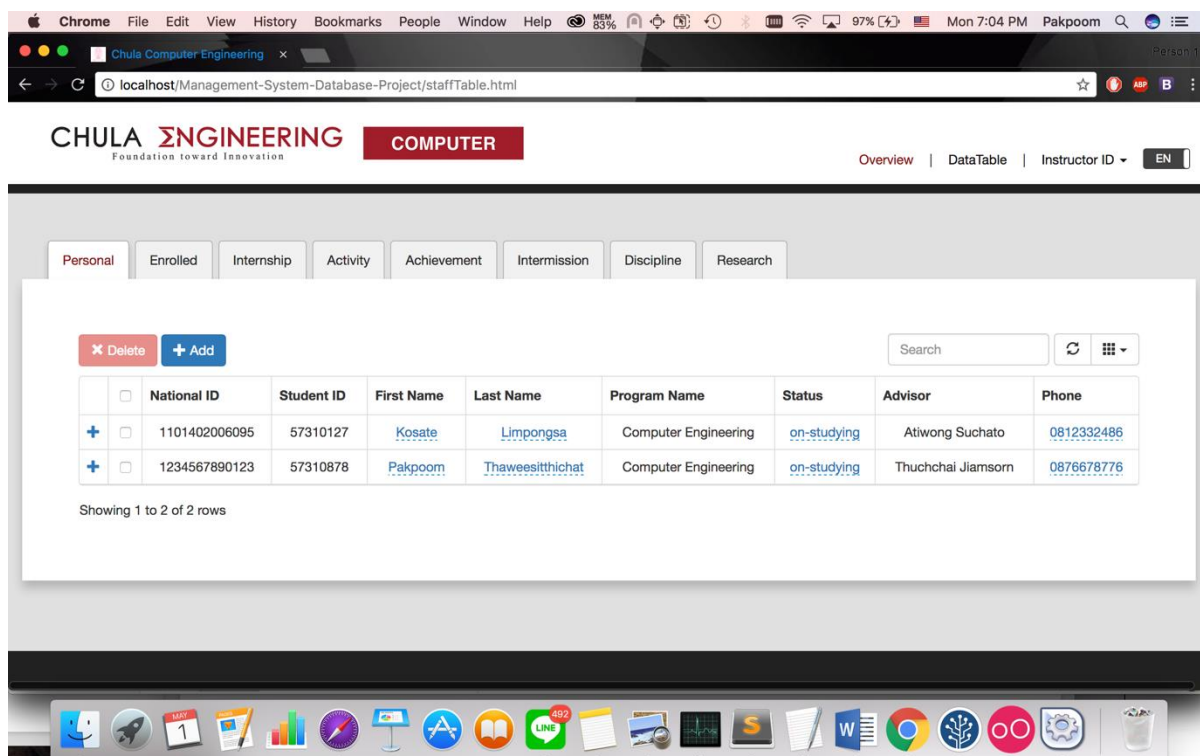 Chrome File Edit View History Bookmarks People Window Help MEM 83% 97% Mon 7:04 PM Pakpoom
Chula Computer Engineering × Person 1
localhost/Management-System-Database-Project/staffTable.html ABP B
CHULA ΣNGINEERING COMPUTER
Foundation toward Innovation
Overview | DataTable | Instructor ID EN
Personal Enrolled Internship Activity Achievement Intermission Discipline Research
Delete Add Search
National ID Student ID First Name Last Name Program Name Status Advisor Phone
1101402006095 57310127 Kosate Limpongsa Computer Engineering on-studying Atiwong Suchato 0812332486
1234567890123 57310878 Pakpoom Thaweesitthichat Computer Engineering on-studying Thuchchai Jiamsorn 0876678776
Showing 1 to 2 of 2 rows
MAY
1
LINE
492
S
W